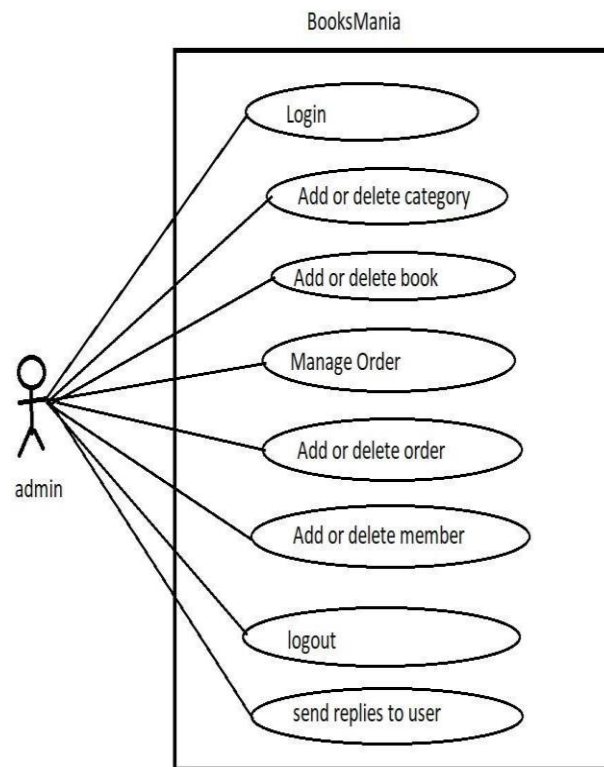 BooksMania
Login
Add or delete category
Add or delete book
Manage Order
Add or delete order
admin
Add or delete member
logout
send replies to user